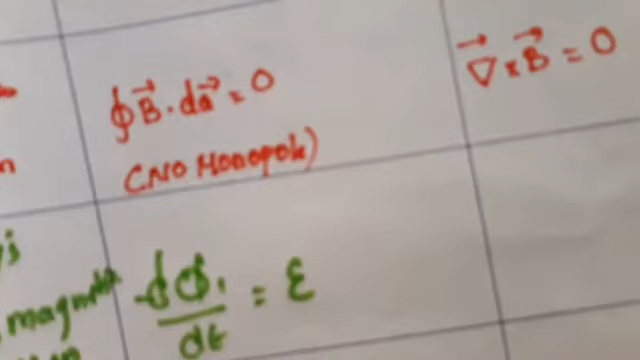 ∮B⃗ · da⃗ = 0
(NO Monopole)
∇⃗ × B⃗ = 0
magnetic
-dΦ/dt = ε